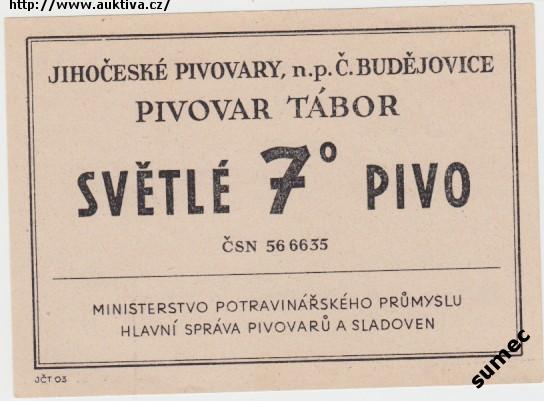 http://www.auktiva.cz/
JIHOČESKÉ PIVOVARY, n.p. Č. BUDĚJOVICE
PIVOVAR TÁBOR
SVĚTLÉ 7° PIVO
ČSN 56 6635
MINISTERSTVO POTRAVINÁŘSKÉHO PRŮMYSLU
HLAVNÍ SPRÁVA PIVOVARŮ A SLADOVEN
JČT 03
sumec